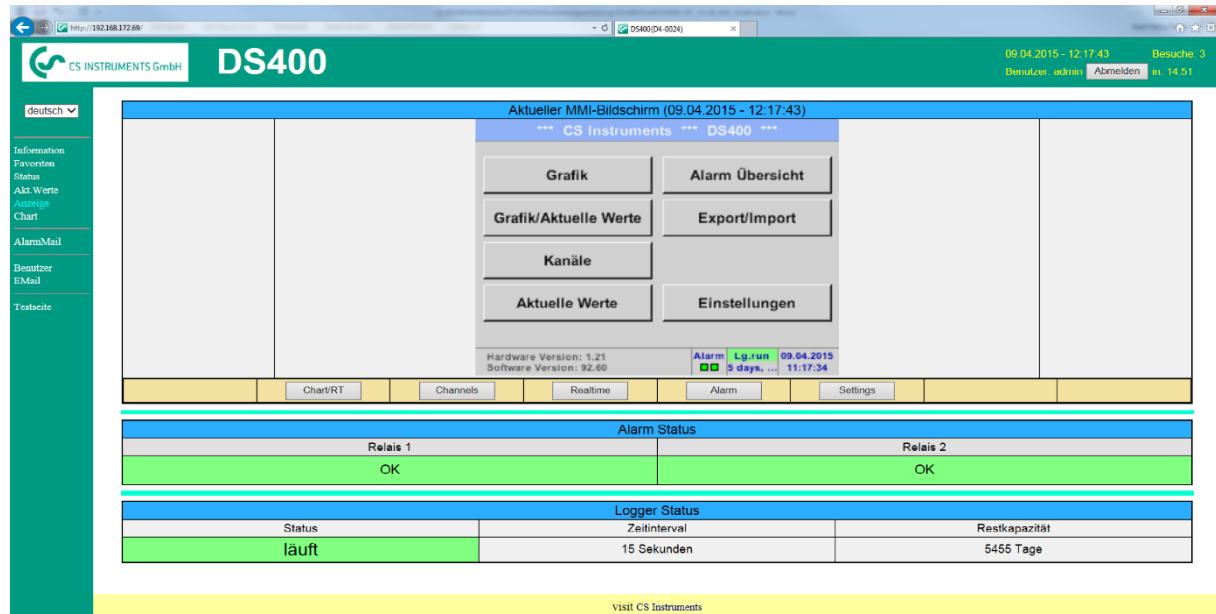 http://192.168.172.69/
DS400(D4-0024)
CS INSTRUMENTS GmbH
DS400
09.04.2015 - 12:17:43 Besuche: 3
Benutzer: admin Abmelden in: 14:51
deutsch
Information
Favoriten
Status
Akt.Werte
Anzeige
Chart
AlarmMail
Benutzer
EMail
Testseite
Aktueller MMI-Bildschirm (09.04.2015 - 12:17:43)
*** CS Instruments *** DS400 ***
Grafik Alarm Übersicht
Grafik/Aktuelle Werte Export/Import
Kanäle
Aktuelle Werte Einstellungen
Hardware Version: 1.21 Alarm Lg.run 09.04.2015
Software Version: 92.60 5 days, ... 11:17:34
Chart/RT Channels Realtime Alarm Settings
Alarm Status
Relais 1 Relais 2
OK OK
Logger Status
Status Zeitinterval Restkapazität
läuft 15 Sekunden 5455 Tage
visit CS Instruments